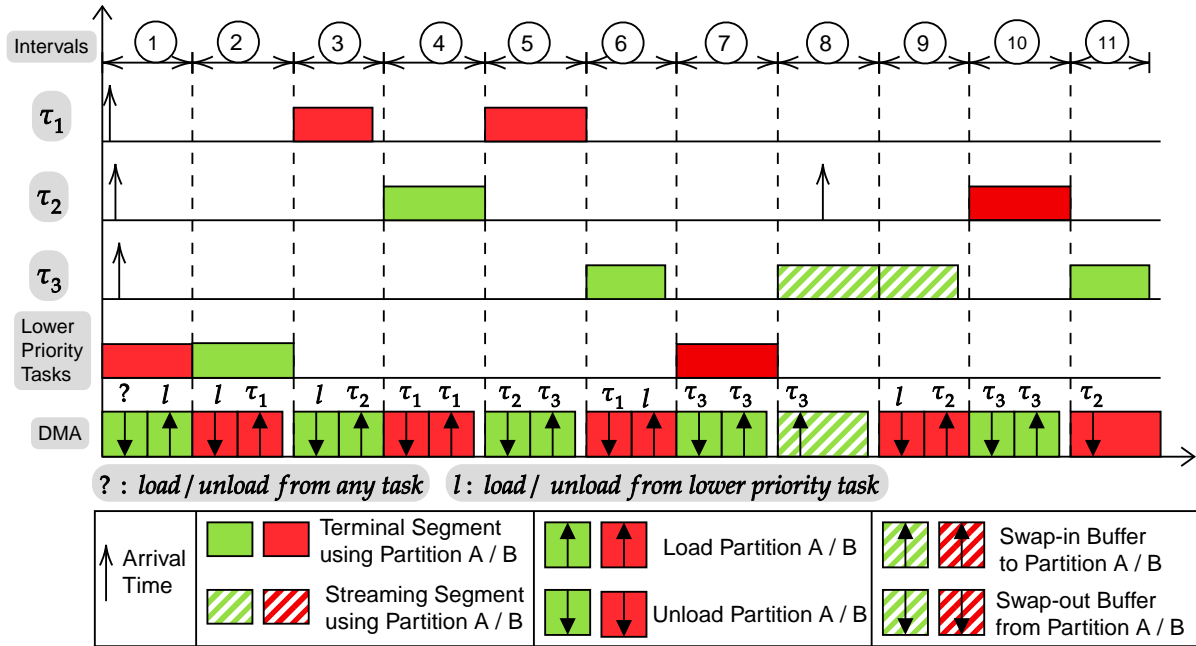 Intervals 1 2 3 4 5 6 7 8 9 10 11
τ1
τ2
τ3
Lower
Priority
Tasks
? l l τ1 l τ2 τ1 τ1 τ2 τ3 τ1 l τ3 τ3 τ3 l τ2 τ3 τ3 τ2
DMA
? : load / unload from any task l : load / unload from lower priority task
Arrival
Time
Terminal Segment
using Partition A / B
Streaming Segment
using Partition A / B
Load Partition A / B
Unload Partition A / B
Swap-in Buffer
to Partition A / B
Swap-out Buffer
from Partition A / B